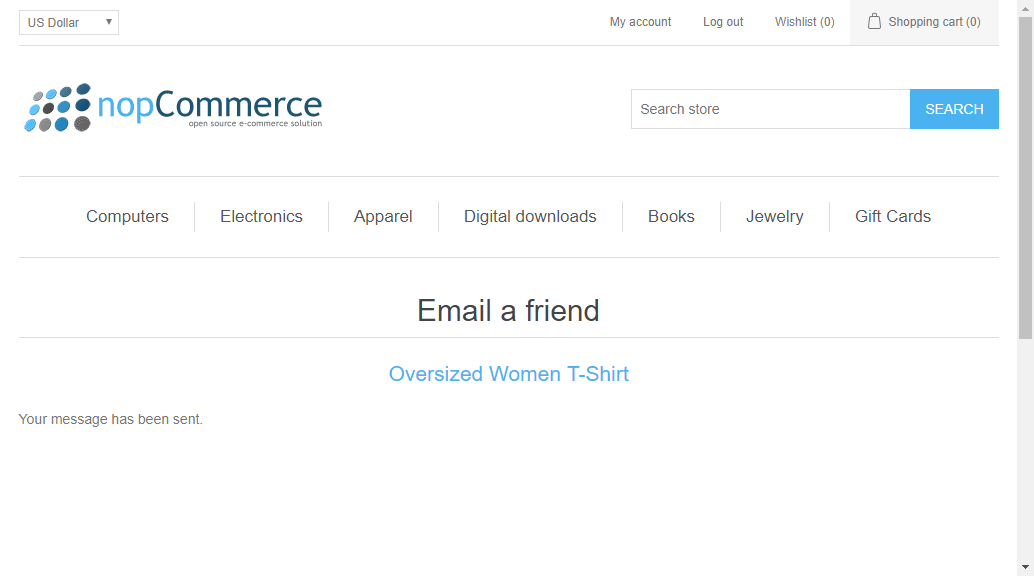 US Dollar
My account
Log out
Wishlist (0)
Shopping cart (0)
nopCommerce
open source e-commerce solution
Search store
SEARCH
Computers
Electronics
Apparel
Digital downloads
Books
Jewelry
Gift Cards
Email a friend
Oversized Women T-Shirt
Your message has been sent.